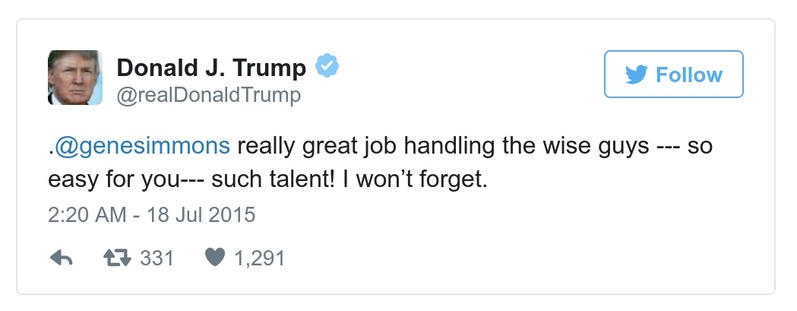 Donald J. Trump
@realDonaldTrump
Follow
.@genesimmons really great job handling the wise guys --- so
easy for you--- such talent! I won’t forget.
2:20 AM - 18 Jul 2015
331 1,291